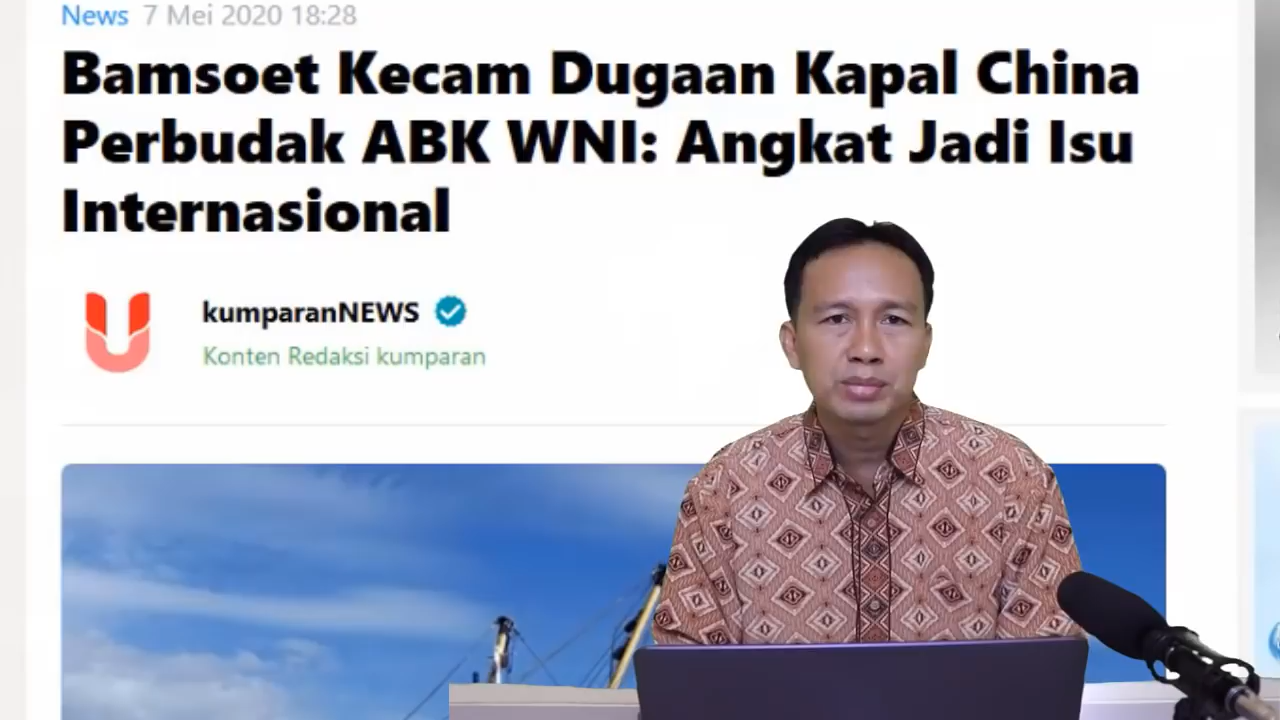 News 7 Mei 2020 18:28
Bamsoet Kecam Dugaan Kapal China
Perbudak ABK WNI: Angkat Jadi Isu
Internasional
kumparanNEWS
Konten Redaksi kumparan